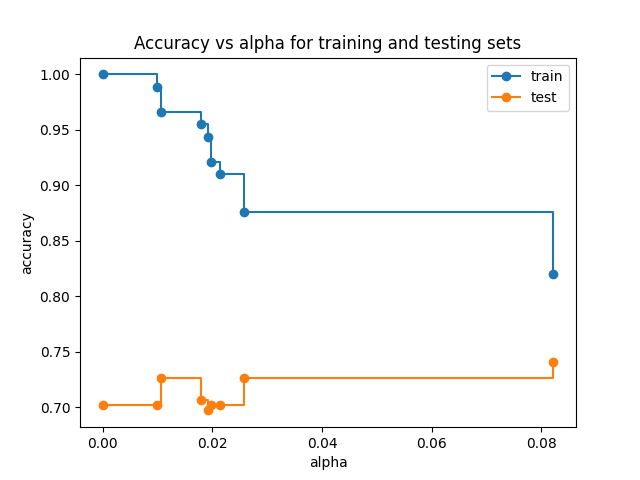 Accuracy vs alpha for training and testing sets
train
test
1.00
0.95
0.90
0.85
0.80
0.75
0.70
accuracy
0.00 0.02 0.04 0.06 0.08
alpha